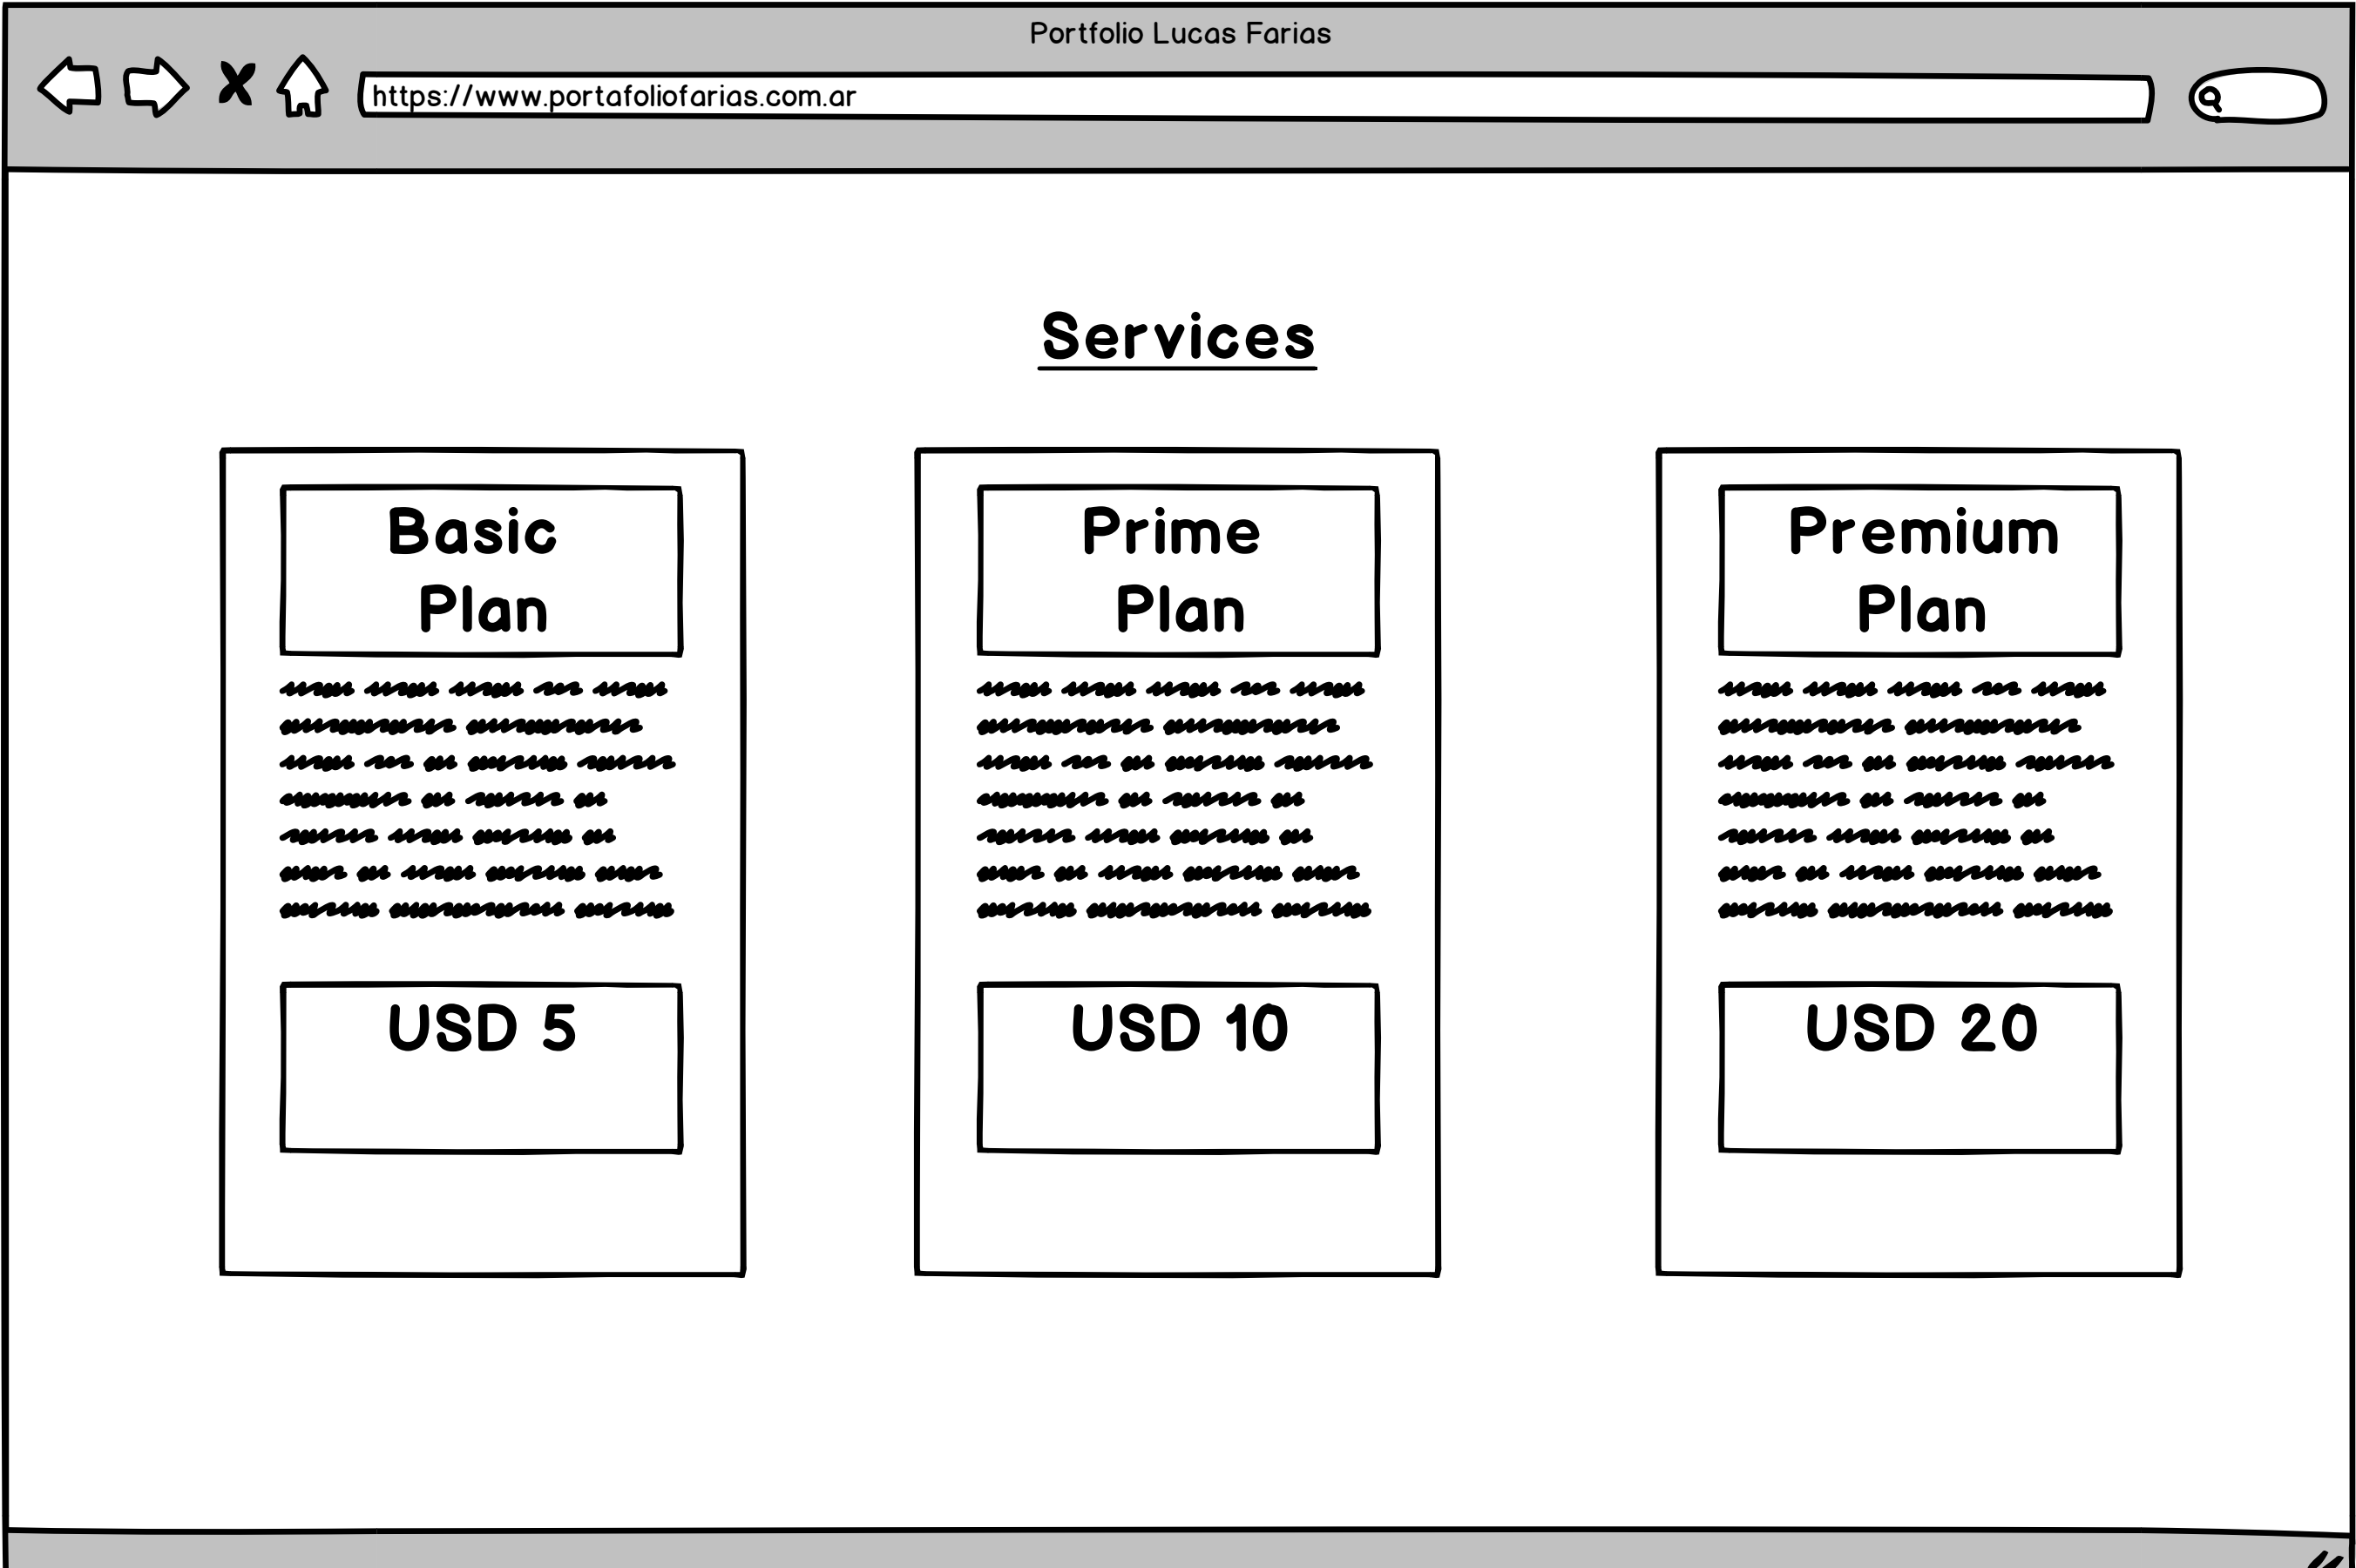 Portfolio Lucas Farias
https://www.portafoliofarias.com.ar
Services
Basic
Plan
USD 5
Prime
Plan
USD 10
Premium
Plan
USD 20